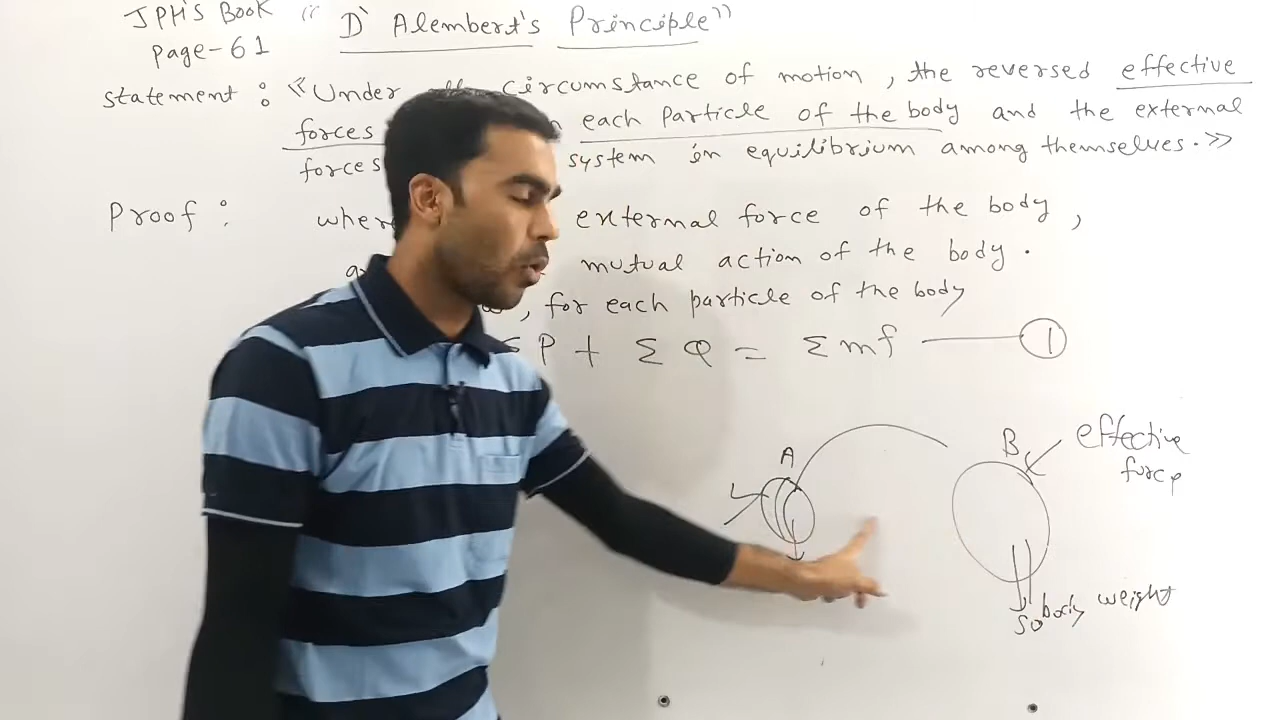 JPH'S BOOK
Page-61
"D' Alembert's Principle"
statement : «Under circumstance of motion, the reversed effective
forces each Particle of the body and the external
forces system in equilibrium among themselves.»
Proof : external force of the body,
mutual action of the body.
, for each particle of the body
P + Σ Q = Σ mf ——— 1
A
B
effective
force
body weight